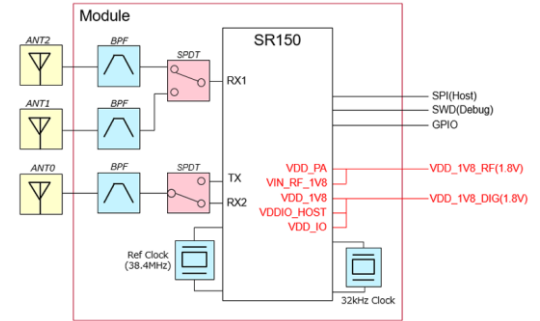 Module
ANT2
BPF
SPDT
SR150
RX1
ANT1
BPF
SPI(Host)
SWD(Debug)
GPIO
ANT0
BPF
SPDT
TX
RX2
VDD_PA
VIN_RF_1V8
VDD_1V8
VDDIO_HOST
VDD_IO
VDD_1V8_RF(1.8V)
VDD_1V8_DIG(1.8V)
Ref Clock
(38.4MHz)
32kHz Clock